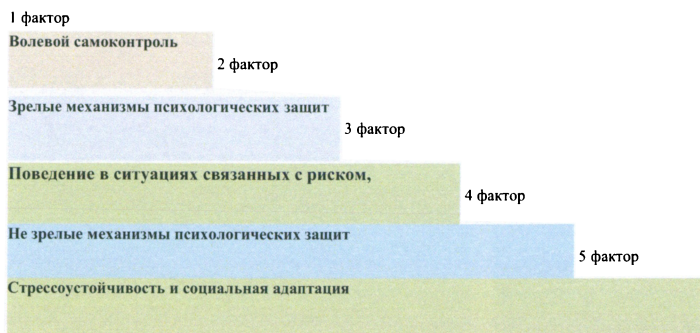 1 фактор
Волевой самоконтроль
2 фактор
Зрелые механизмы психологических защит
3 фактор
Поведение в ситуациях связанных с риском,
4 фактор
Не зрелые механизмы психологических защит
5 фактор
Стрессоустойчивость и социальная адаптация